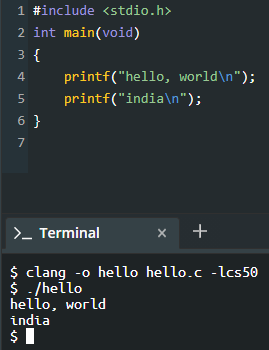 1 #include <stdio.h>
2 int main(void)
3 {
4     printf("hello, world\n");
5     printf("india\n");
6 }
7
>_ Terminal × +
$ clang -o hello hello.c -lcs50
$ ./hello
hello, world
india
$